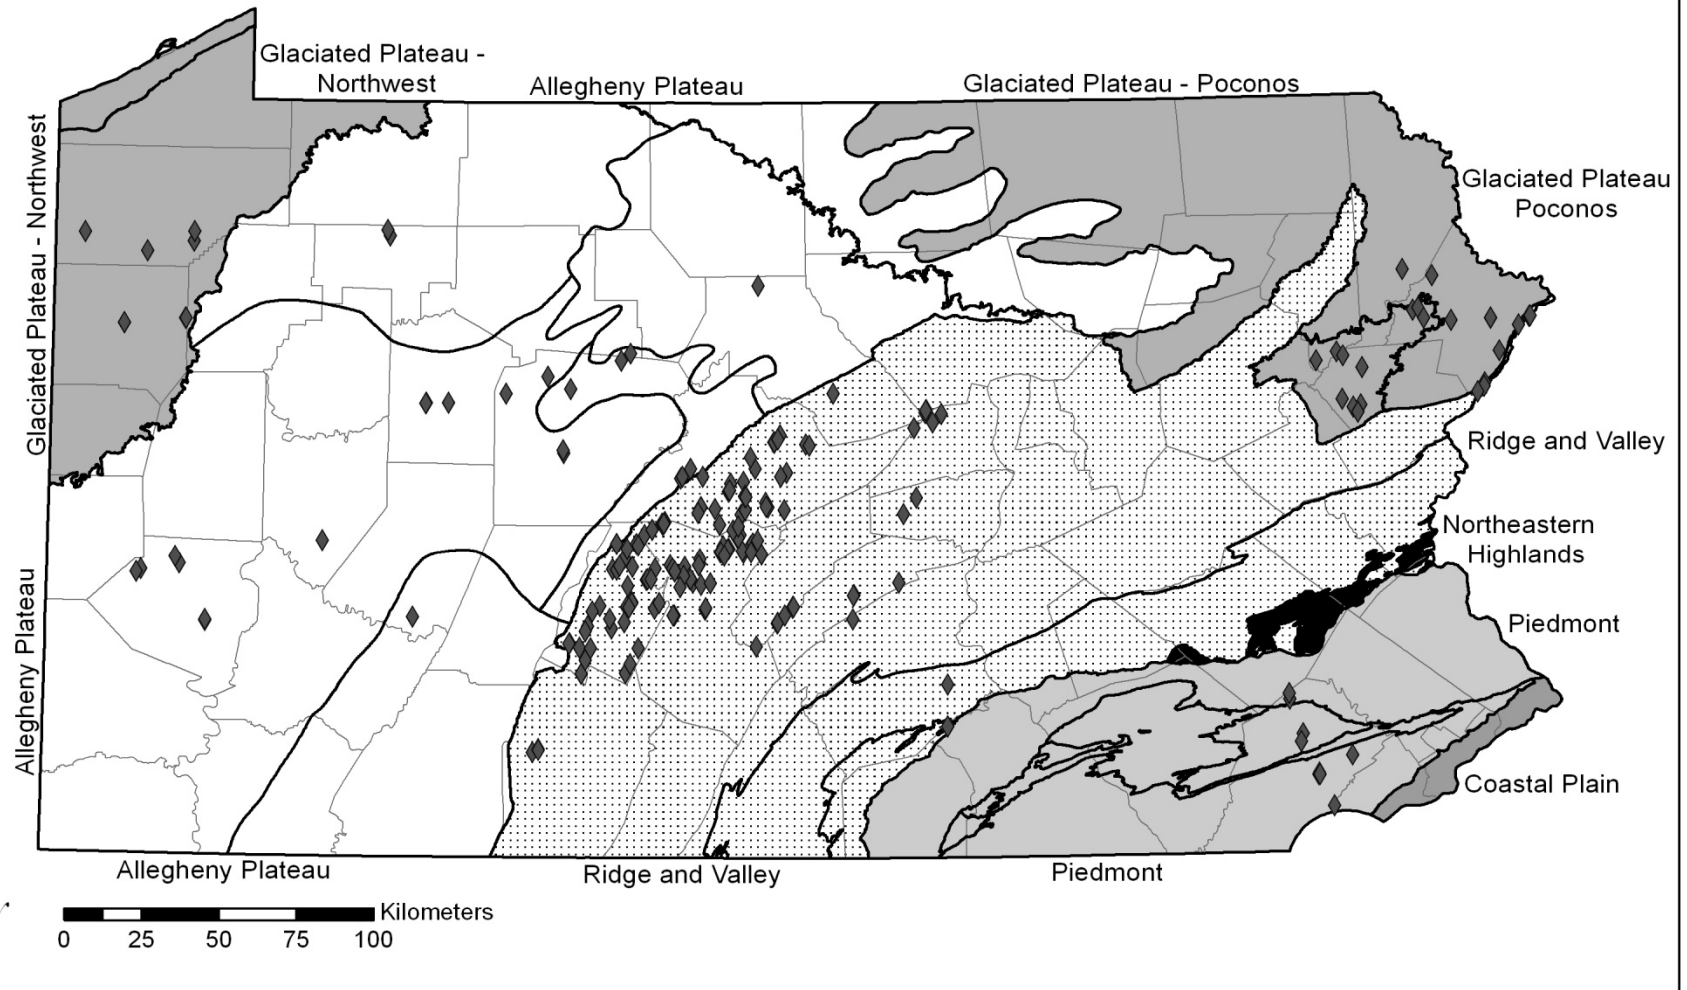 Glaciated Plateau -
Northwest
Allegheny Plateau
Glaciated Plateau - Poconos
Glaciated Plateau - Northwest
Glaciated Plateau
Poconos
Ridge and Valley
Northeastern
Highlands
Piedmont
Allegheny Plateau
Coastal Plain
Allegheny Plateau
Ridge and Valley
Piedmont
Kilometers
0 25 50 75 100